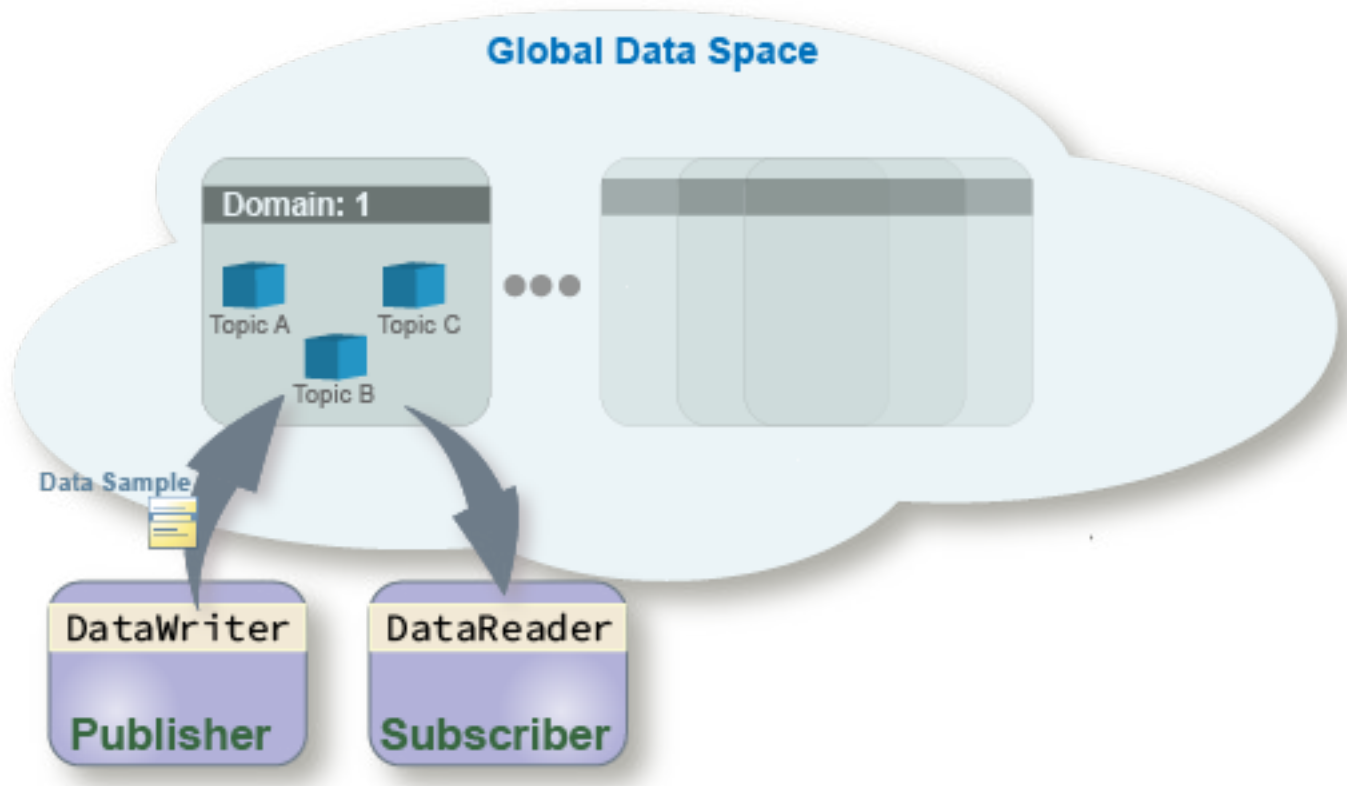 Global Data Space
Domain: 1
Topic A
Topic C
Topic B
Data Sample
DataWriter
DataReader
Publisher
Subscriber